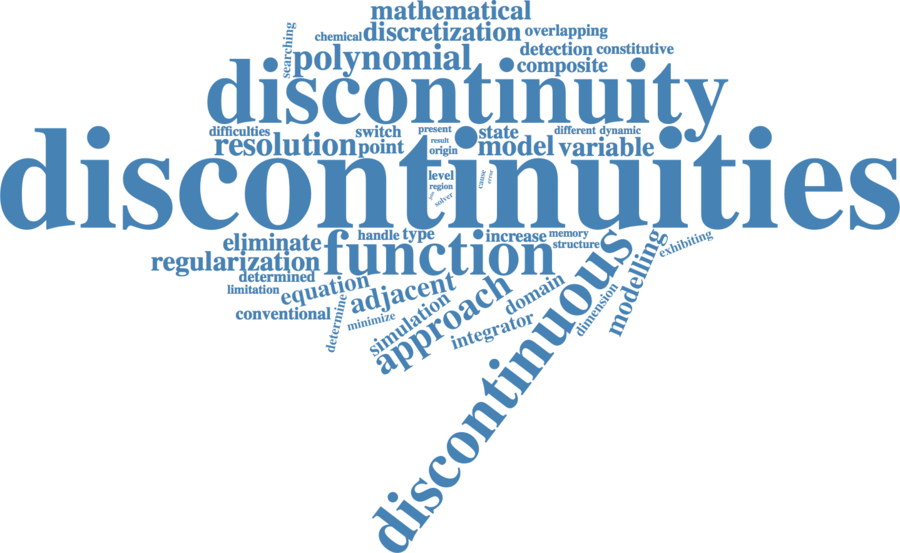 mathematical
searching
chemical discretization overlapping
polynomial detection constitutive
composite
discontinuity
difficulties switch present state different dynamic
resolution point result origin model variable
discontinuities
level cause error
region
join solver
eliminate handle type increase memory
regularization function structure exhibiting
determined
limitation equation adjacent approach domain dimension modelling
conventional determine minimize simulation integrator
discontinuous